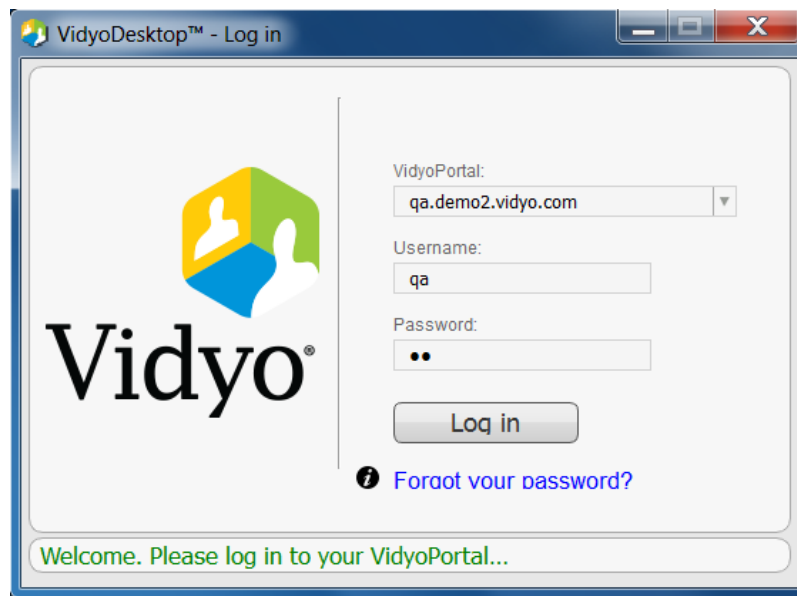 VidyoDesktop™ - Log in
VidyoPortal:
qa.demo2.vidyo.com
Username:
qa
Password:
••
Vidyo®
Log in
Forgot your password?
Welcome. Please log in to your VidyoPortal...